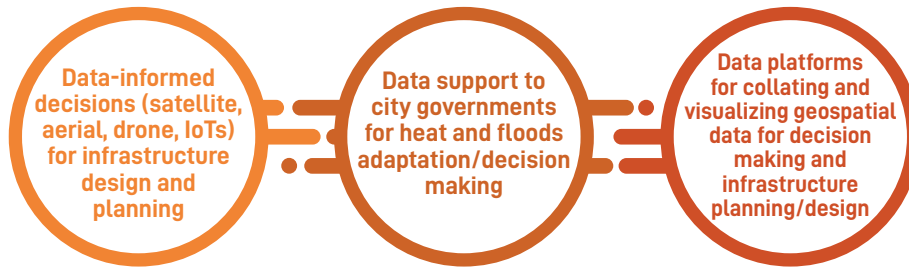 Data-informed
decisions (satellite,
aerial, drone, IoTs)
for infrastructure
design and
planning
Data support to
city governments
for heat and floods
adaptation/decision
making
Data platforms
for collating and
visualizing geospatial
data for decision
making and
infrastructure
planning/design